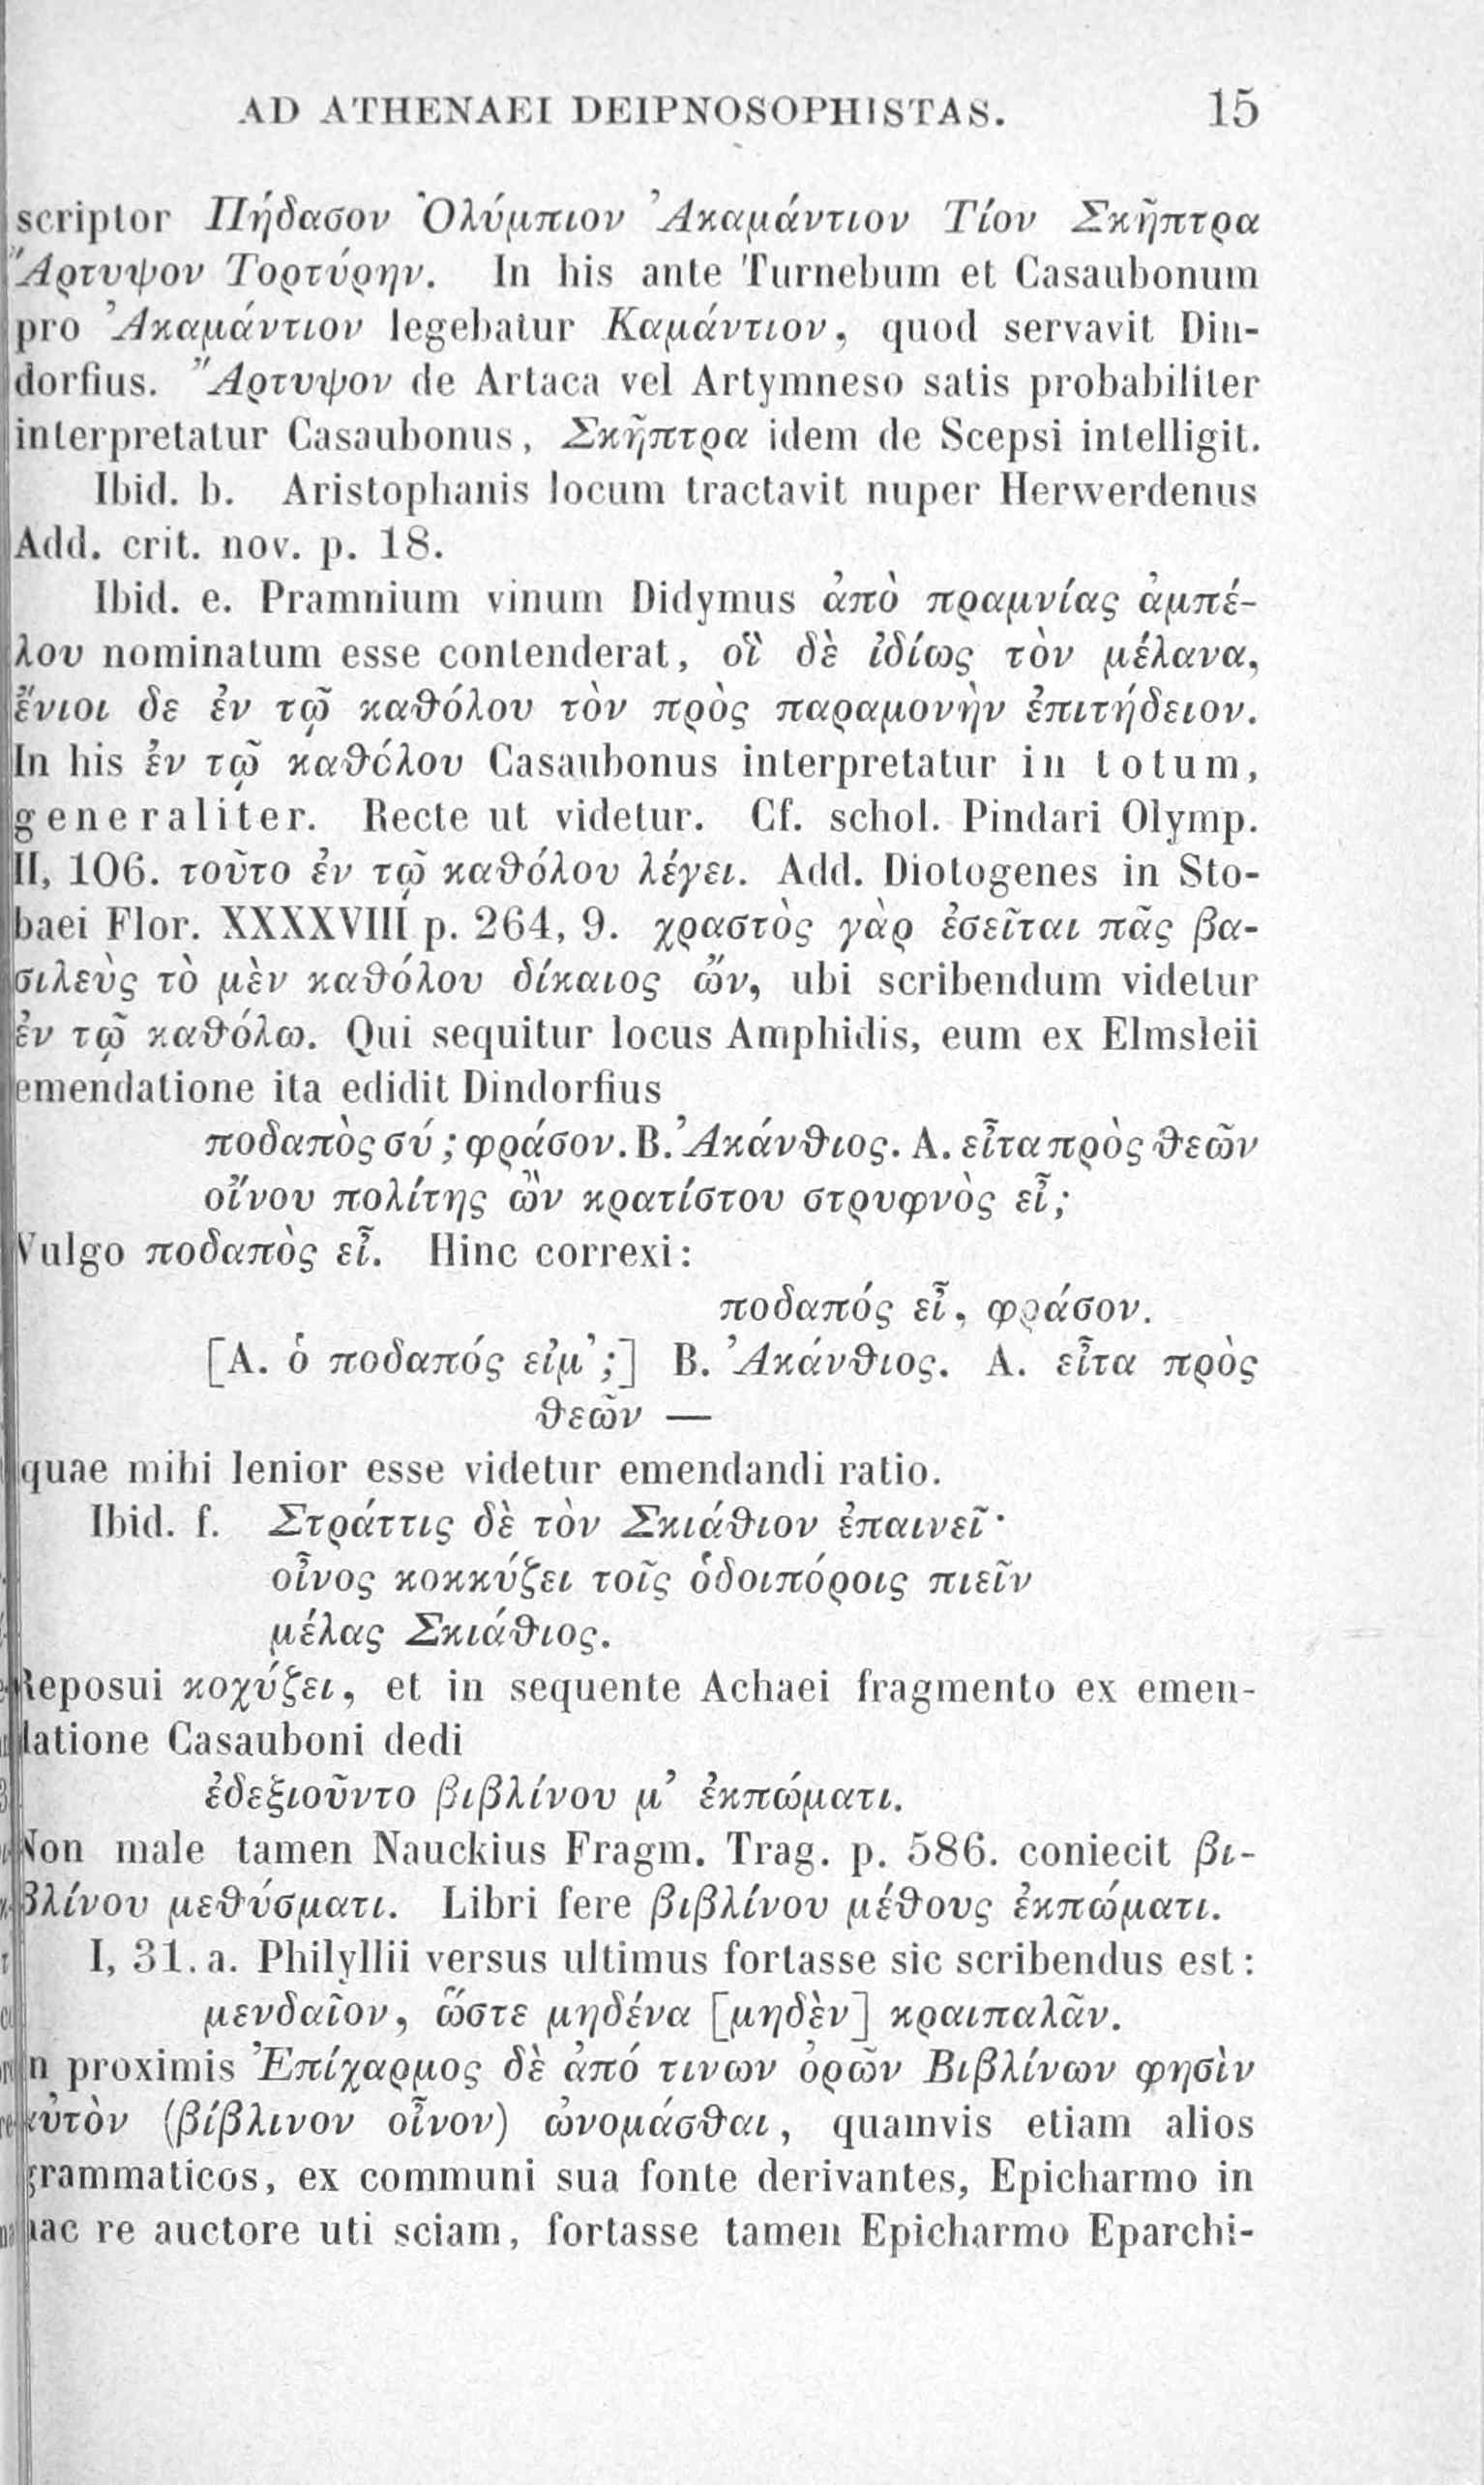 AD ATHENAEI DEIPNOSOPHISTAS. 15
scriptor Πήδασον Ὀλύμπιον Ἀκαμάντιον Τίον Σκῆπτρα
Ἄρτυψον Τορτύρην. In his ante Turnebum et Casaubonum
pro Ἀκαμάντιον legebatur Καμάντιον, quod servavit Din-
dorfius. Ἄρτυψον de Artaca vel Artymneso satis probabiliter
interpretatur Casaubonus, Σκῆπτρα idem de Scepsi intelligit.
Ibid. b. Aristophanis locum tractavit nuper Herwerdenus
Add. crit. nov. p. 18.
Ibid. e. Pramnium vinum Didymus ἀπὸ πραμνίας ἀμπέ-
λου nominatum esse contenderat, οἳ δὲ ἰδίως τὸν μέλανα,
ἔνιοι δε ἐν τῷ καθόλου τὸν πρὸς παραμονὴν ἐπιτήδειον.
In his ἐν τῷ καθόλου Casaubonus interpretatur in totum,
generaliter. Recte ut videtur. Cf. schol. Pindari Olymp.
II, 106. τοῦτο ἐν τῷ καθόλου λέγει. Add. Diotogenes in Sto-
baei Flor. XXXXVIII p. 264, 9. χραστὸς γὰρ ἐσεῖται πᾶς βα-
σιλεὺς τὸ μὲν καθόλου δίκαιος ὤν, ubi scribendum videtur
ἐν τῷ καθόλω. Qui sequitur locus Amphidis, eum ex Elmsleii
emendatione ita edidit Dindorfius
ποδαπὸς σύ; φράσον. B. Ἀκάνθιος. A. εἶτα πρὸς θεῶν
οἴνου πολίτης ὢν κρατίστου στρυφνὸς εἶ;
Vulgo ποδαπὸς εἶ. Hinc correxi:
ποδαπός εἶ, φράσον.
[A. ὁ ποδαπός εἰμ’;] B. Ἀκάνθιος. A. εἶτα πρὸς
θεῶν —
quae mihi lenior esse videtur emendandi ratio.
Ibid. f. Στράττις δὲ τὸν Σκιάθιον ἐπαινεῖ·
οἶνος κοκκύζει τοῖς ὁδοιπόροις πιεῖν
μέλας Σκιάθιος.
Reposui κοχύζει, et in sequente Achaei fragmento ex emen-
datione Casauboni dedi
ἐδεξιοῦντο βιβλίνου μ’ ἐκπώματι.
Non male tamen Nauckius Fragm. Trag. p. 586. coniecit βι-
βλίνου μεθύσματι. Libri fere βιβλίνου μέθους ἐκπώματι.
I, 31. a. Philyllii versus ultimus fortasse sic scribendus est:
μενδαῖον, ὥστε μηδένα [μηδὲν] κραιπαλᾶν.
In proximis Ἐπίχαρμος δὲ ἀπό τινων ὀρῶν Βιβλίνων φησὶν
αὐτὸν (βίβλινον οἶνον) ὠνομάσθαι, quamvis etiam alios
grammaticos, ex communi sua fonte derivantes, Epicharmo in
hac re auctore uti sciam, fortasse tamen Epicharmo Eparchi-